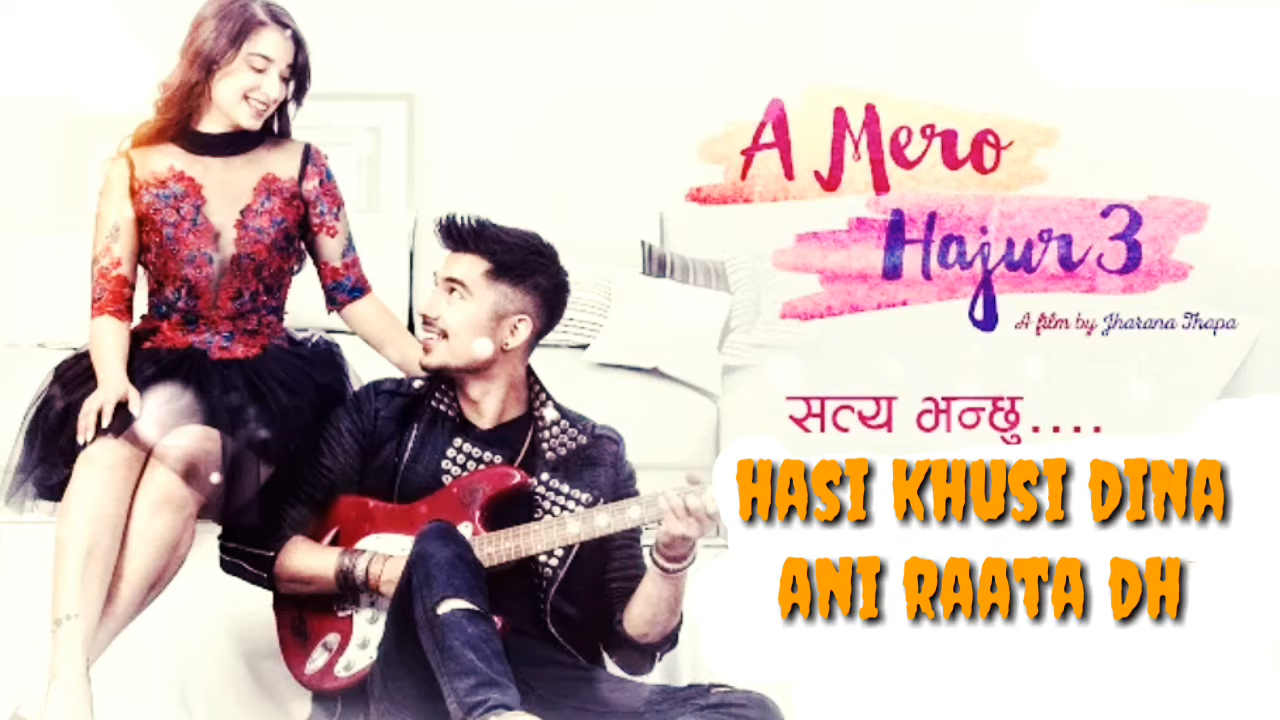 A Mero
Hajur 3
A film by Jharana Thapa
सत्य भन्छु....
HASI KHUSI DINA
ANI RAATA DH